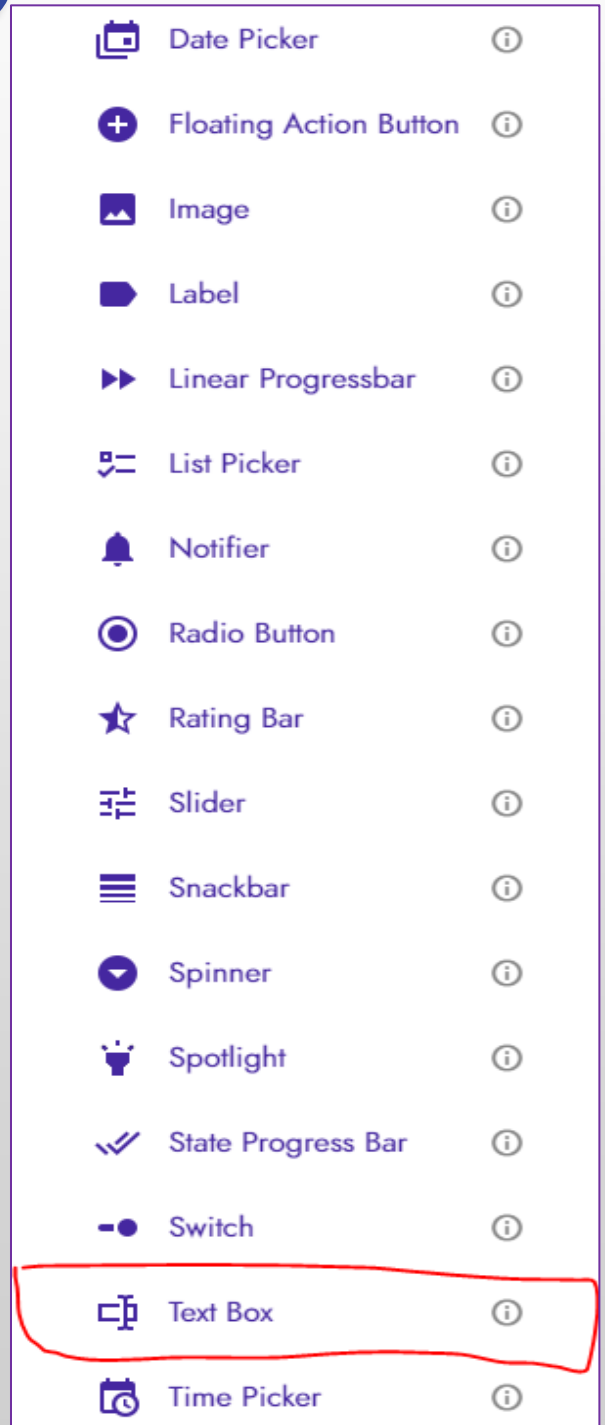 Date Picker
Floating Action Button
Image
Label
Linear Progressbar
List Picker
Notifier
Radio Button
Rating Bar
Slider
Snackbar
Spinner
Spotlight
State Progress Bar
Switch
Text Box
Time Picker